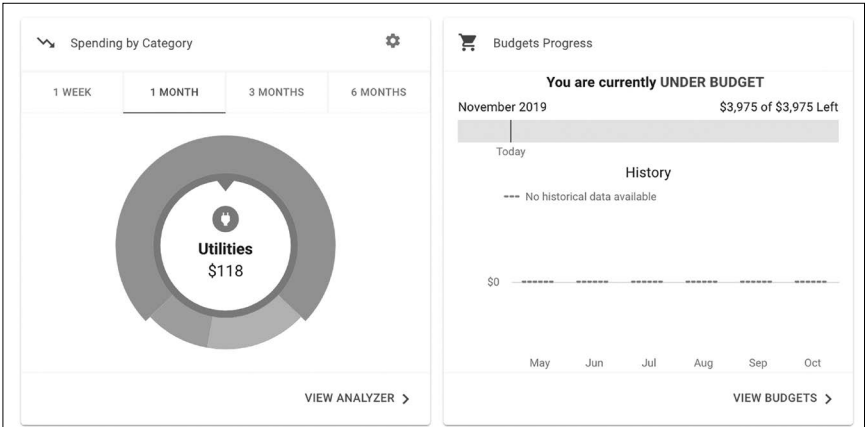 Spending by Category
1 WEEK 1 MONTH 3 MONTHS 6 MONTHS
Utilities
$118
VIEW ANALYZER
Budgets Progress
You are currently UNDER BUDGET
November 2019 $3,975 of $3,975 Left
Today
History
No historical data available
$0
May Jun Jul Aug Sep Oct
VIEW BUDGETS